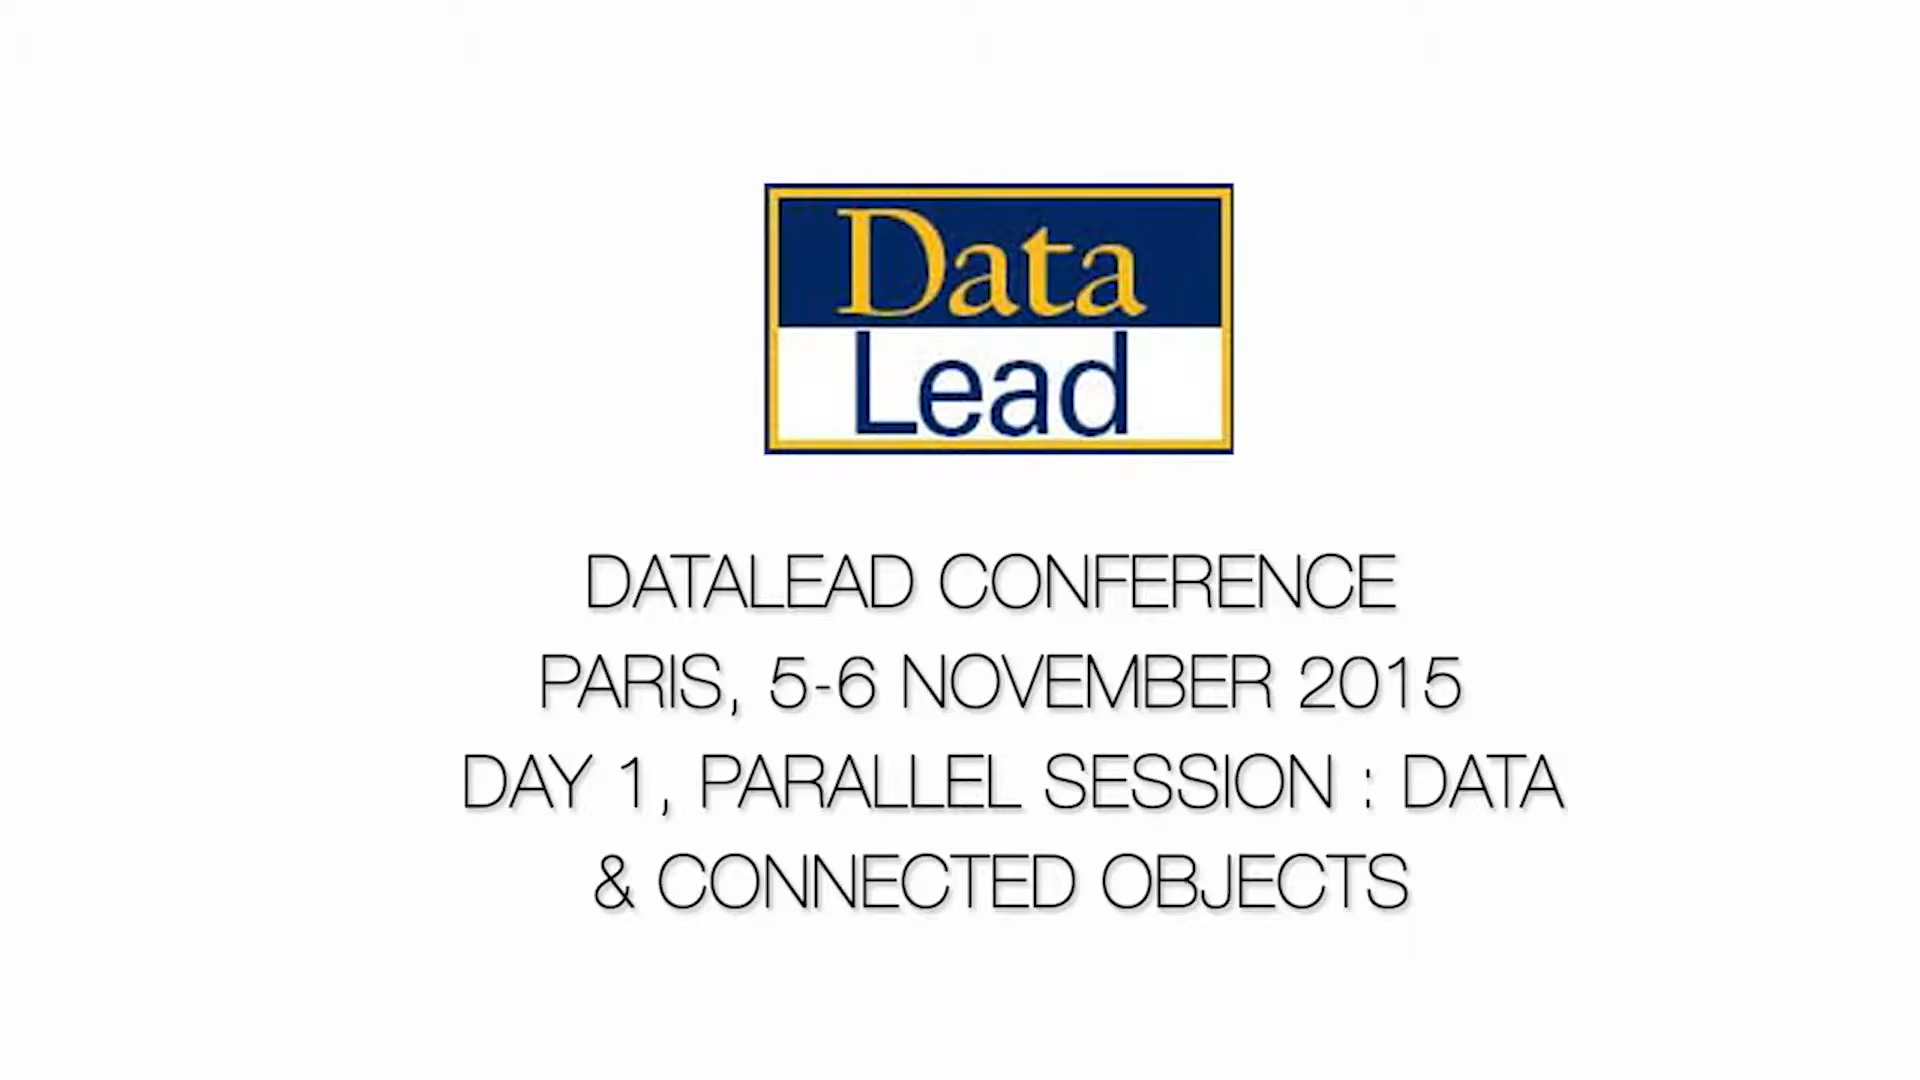 Data
Lead
DATALEAD CONFERENCE
PARIS, 5-6 NOVEMBER 2015
DAY 1, PARALLEL SESSION : DATA
& CONNECTED OBJECTS